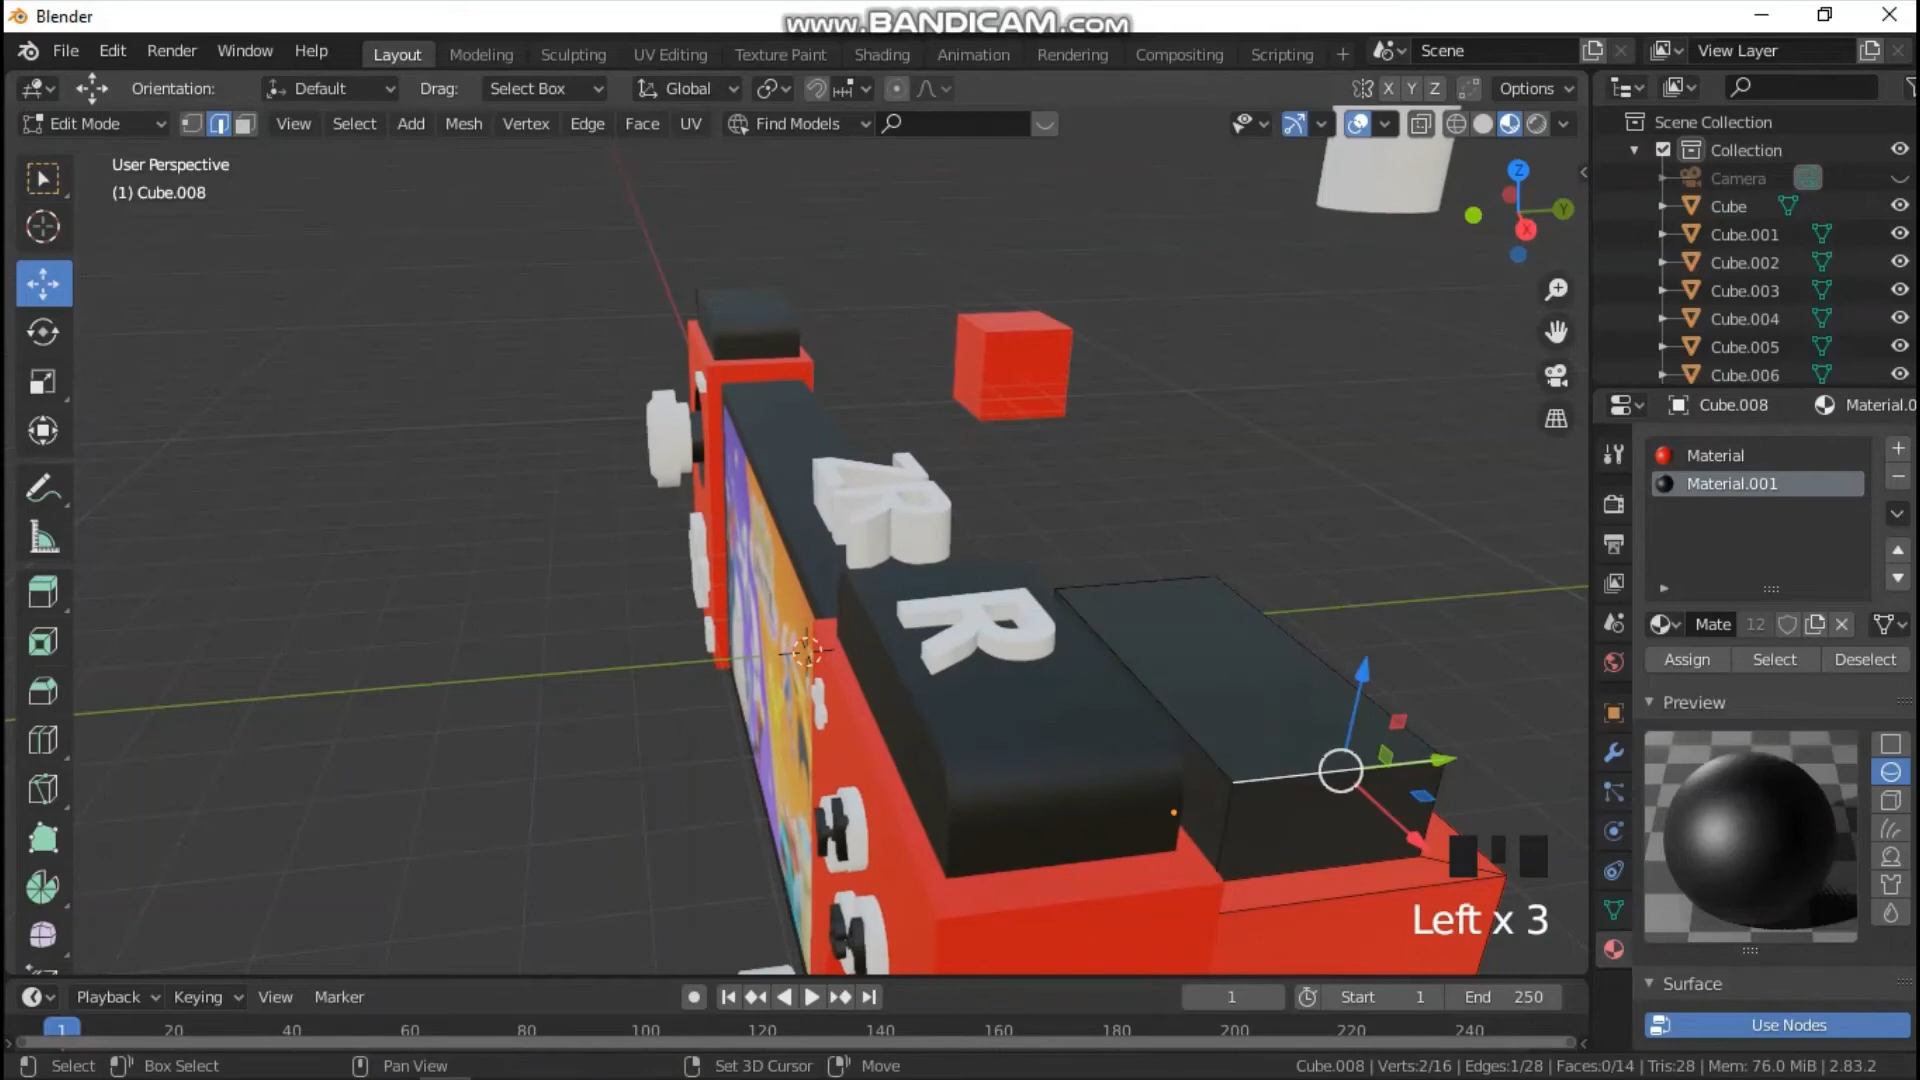 Blender
www.BANDICAM.com
File Edit Render Window Help
Layout Modeling Sculpting UV Editing Texture Paint Shading Animation Rendering Compositing Scripting +
Scene
View Layer
Orientation: Default Drag: Select Box Global X Y Z Options
Edit Mode View Select Add Mesh Vertex Edge Face UV Find Models
User Perspective
(1) Cube.008
Z
Y
X
Scene Collection
Collection
Camera
Cube
Cube.001
Cube.002
Cube.003
Cube.004
Cube.005
Cube.006
Cube.008 Material.0
Material
Material.001
Mate 12
Assign Select Deselect
Preview
R
R
Left x 3
Surface
Use Nodes
Playback Keying View Marker
1 Start 1 End 250
1 20 40 60 80 100 120 140 160 180 200 220 240
Select Box Select Pan View Set 3D Cursor Move
Cube.008 | Verts:2/16 | Edges:1/28 | Faces:0/14 | Tris:28 | Mem: 76.0 MiB | 2.83.2